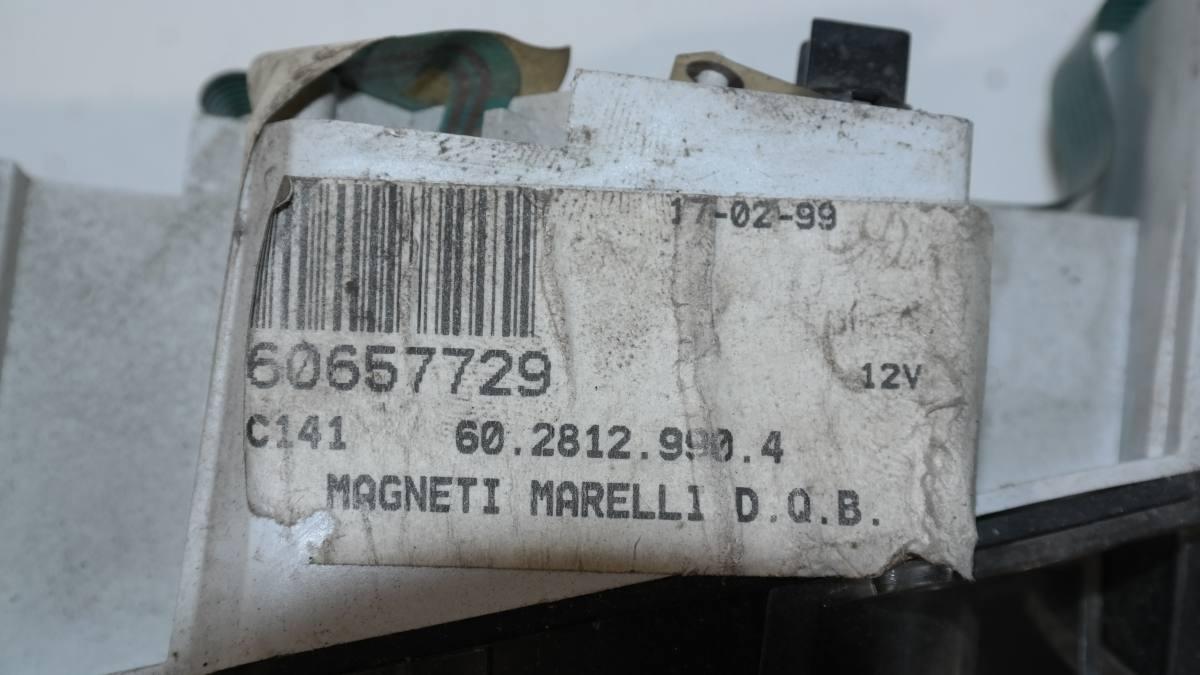 17-02-99
60657729
12V
C141 60.2812.990.4
MAGNETI MARELLI D.Q.B.